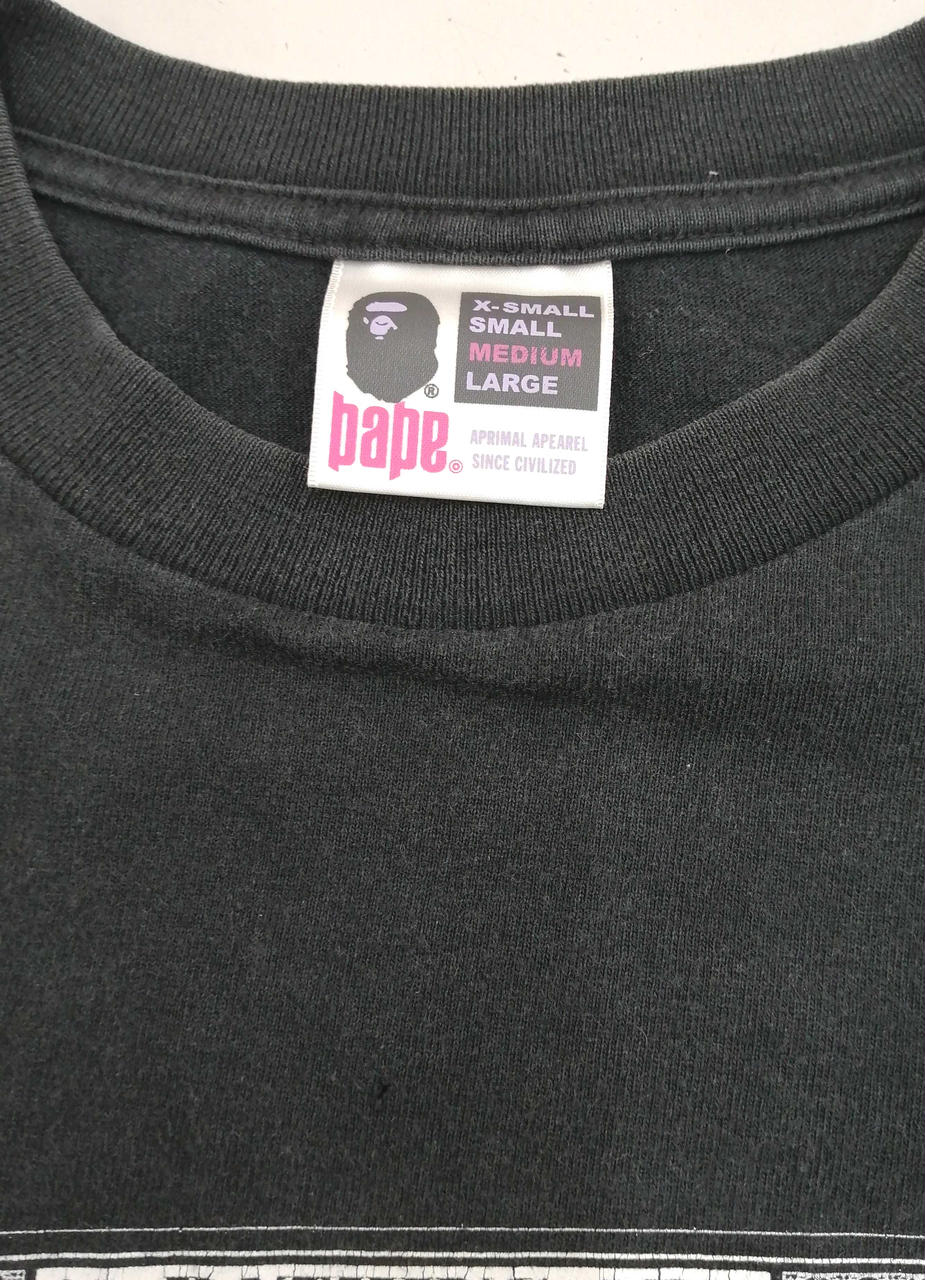 X-SMALL
SMALL
MEDIUM
LARGE
®
bape ©
APRIMAL APEAREL
SINCE CIVILIZED